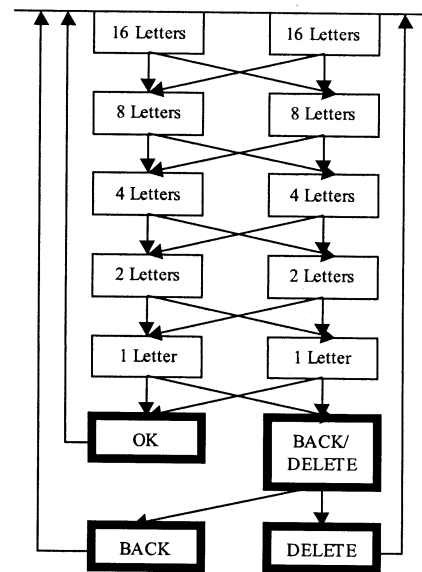 16 Letters 16 Letters
8 Letters 8 Letters
4 Letters 4 Letters
2 Letters 2 Letters
1 Letter 1 Letter
OK
BACK/
DELETE
BACK DELETE